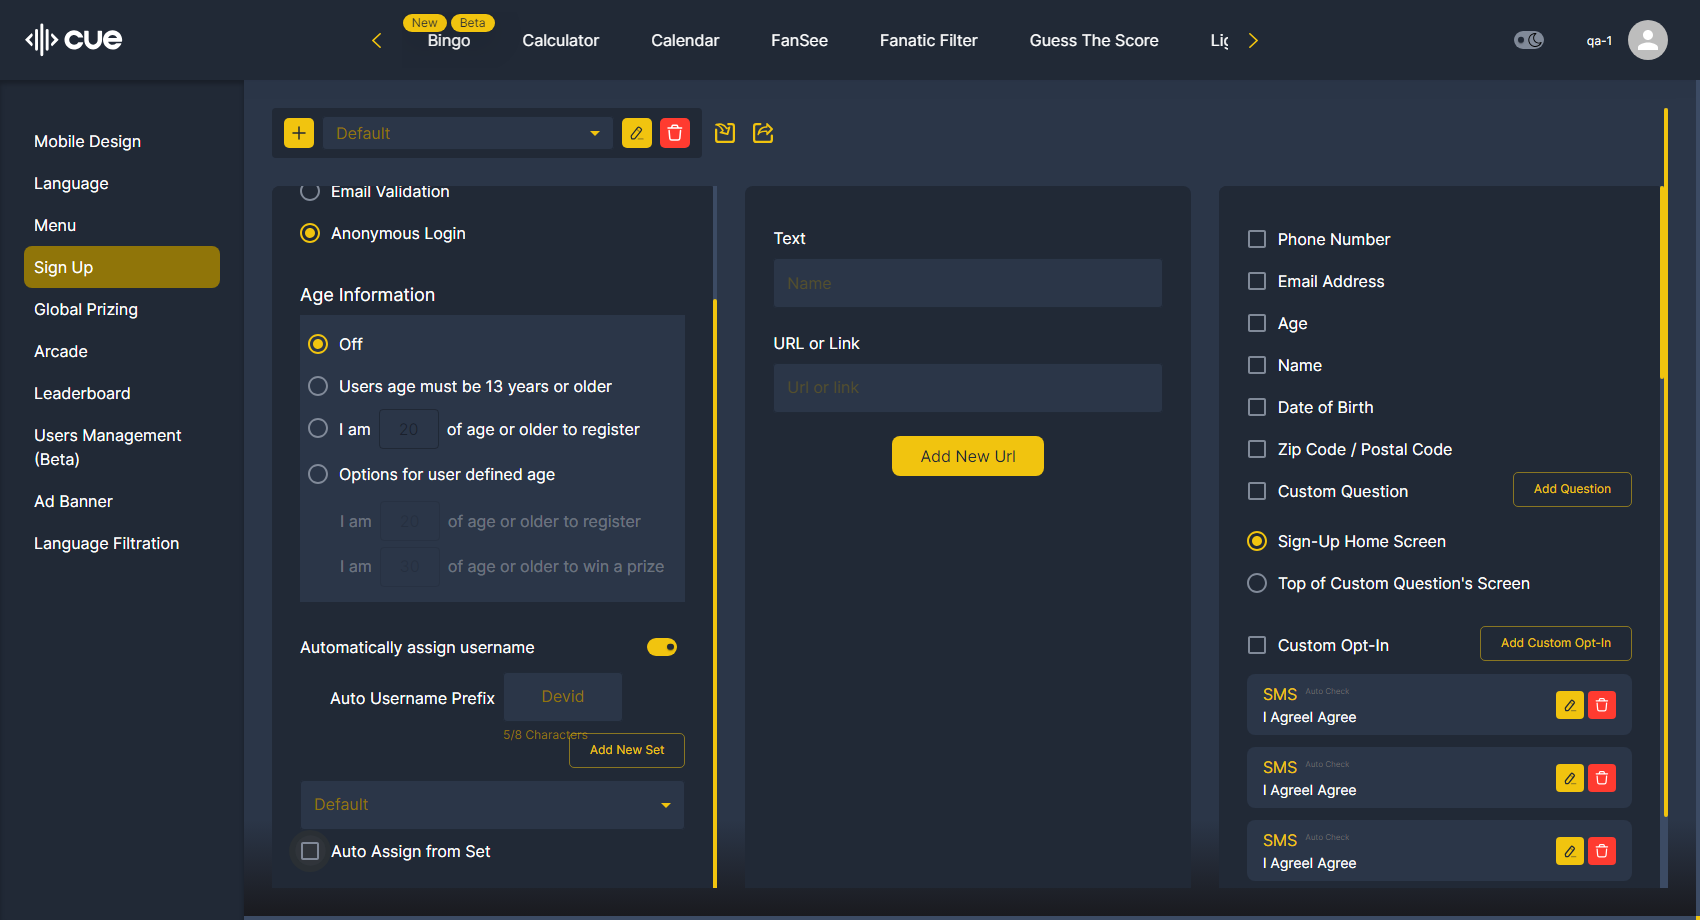 cue
New
Beta
Bingo
Calculator
Calendar
FanSee
Fanatic Filter
Guess The Score
Lig
qa-1
Mobile Design
Language
Menu
Sign Up
Global Prizing
Arcade
Leaderboard
Users Management
(Beta)
Ad Banner
Language Filtration
Default
Email Validation
Anonymous Login
Age Information
Off
Users age must be 13 years or older
I am 20 of age or older to register
Options for user defined age
I am 20 of age or older to register
I am 30 of age or older to win a prize
Automatically assign username
Auto Username Prefix
Devid
5/8 Characters
Add New Set
Default
Auto Assign from Set
Text
Name
URL or Link
Url or link
Add New Url
Phone Number
Email Address
Age
Name
Date of Birth
Zip Code / Postal Code
Custom Question
Add Question
Sign-Up Home Screen
Top of Custom Question's Screen
Custom Opt-In
Add Custom Opt-In
SMS Auto Check
I AgreeI Agree
SMS Auto Check
I AgreeI Agree
SMS Auto Check
I AgreeI Agree